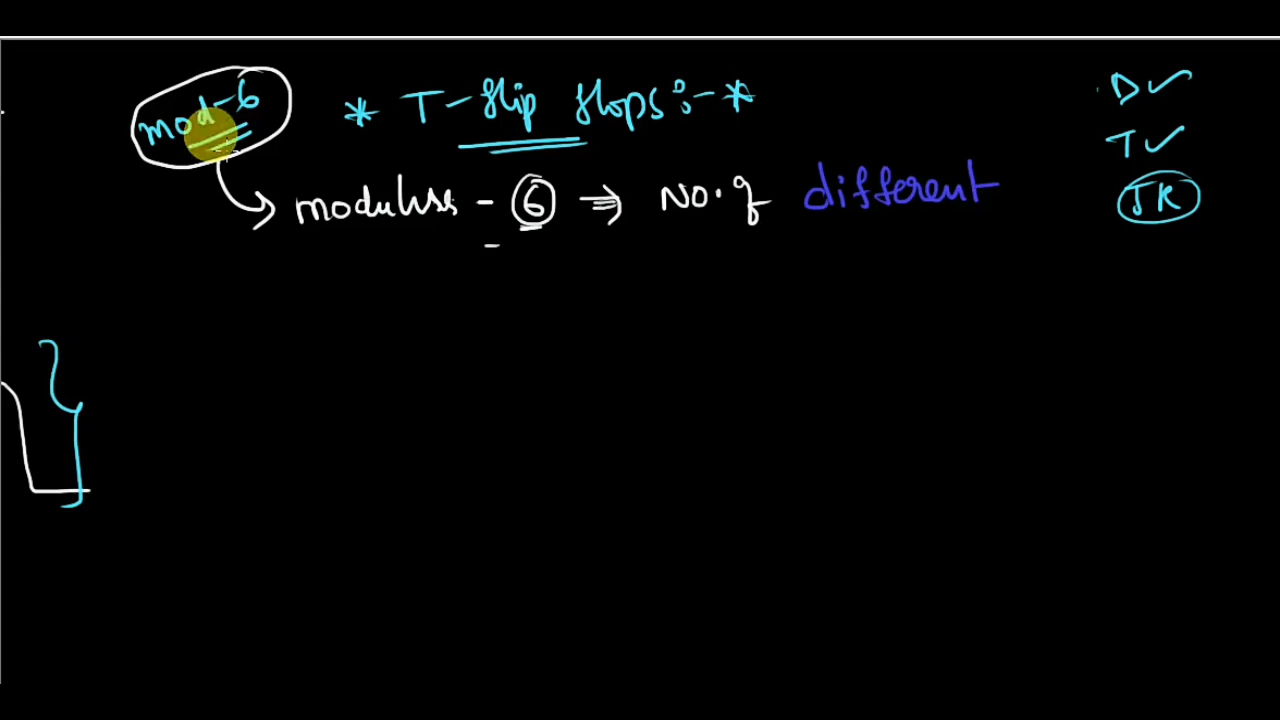 mod-6 * T-flip flops:- *
D✓
T✓
modulus - 6 ⇒ No. of different
JK